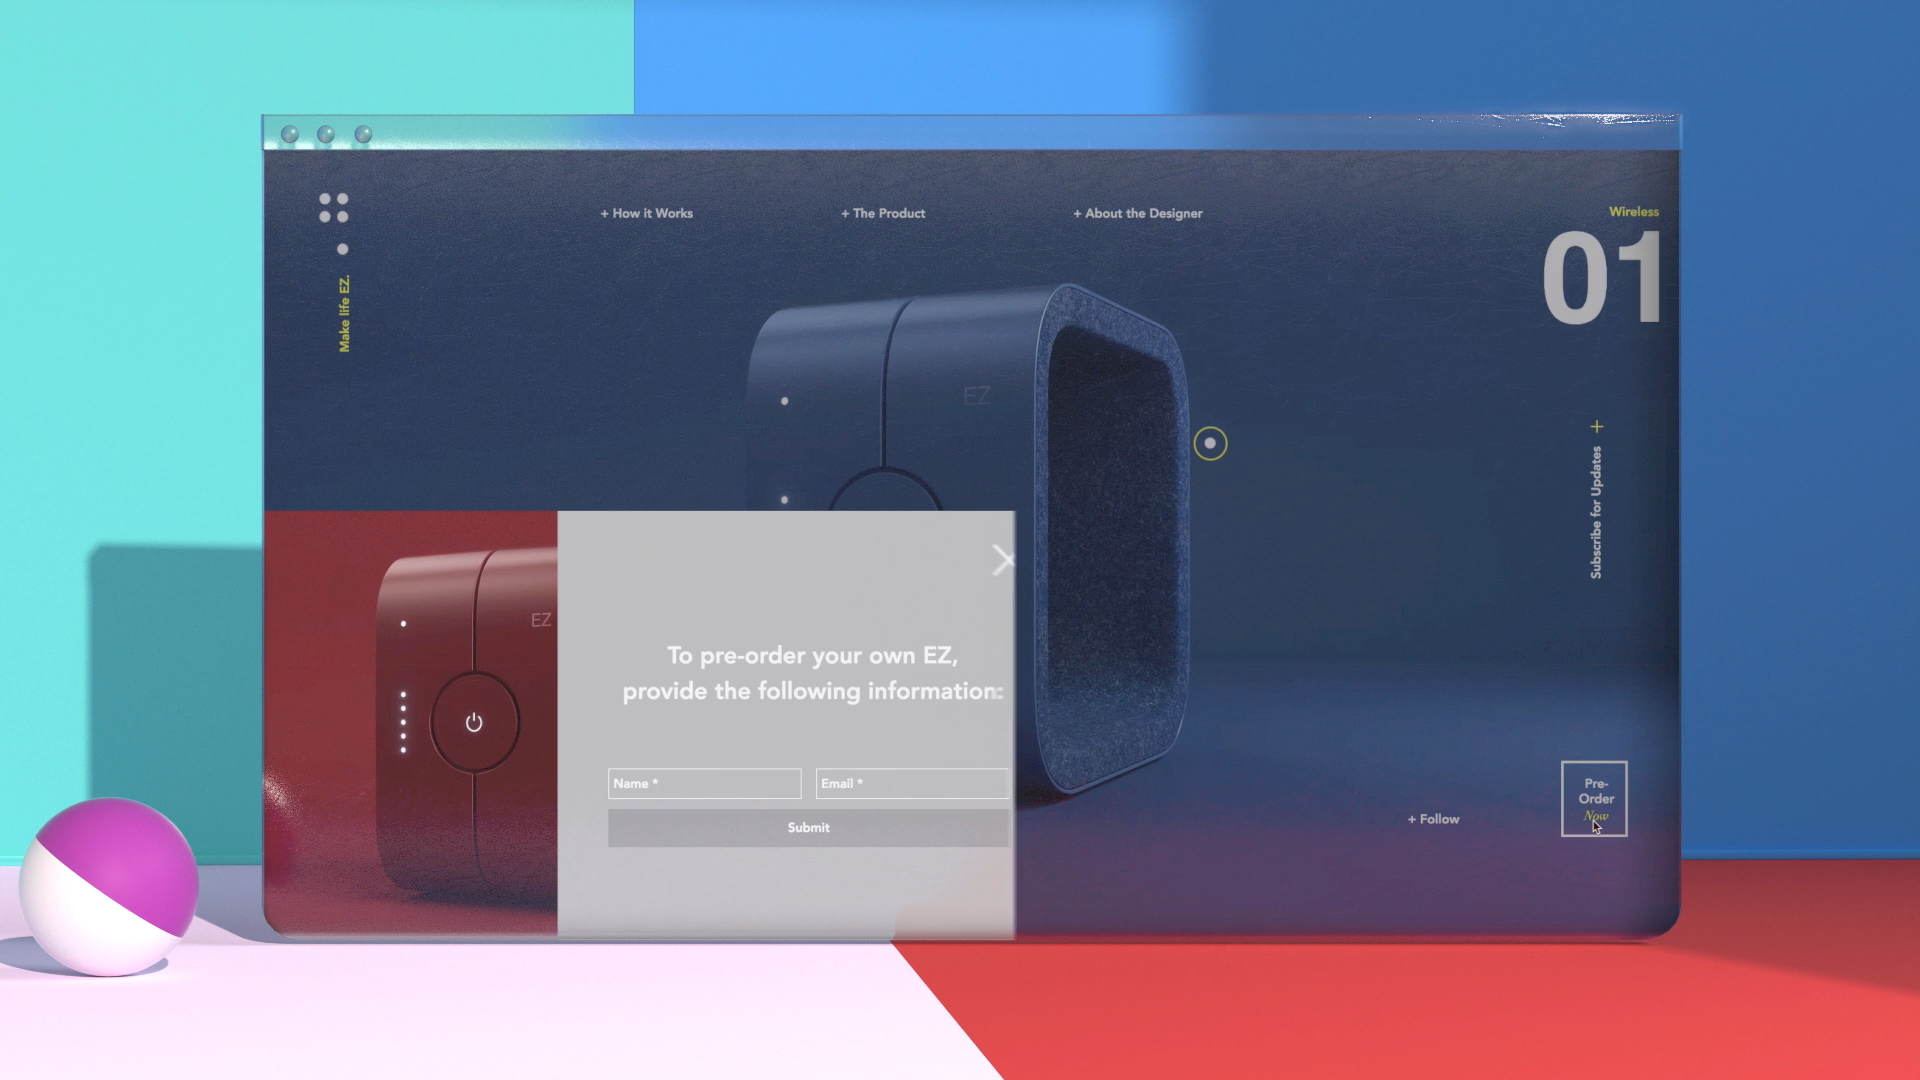 + How it Works
+ The Product
+ About the Designer
Wireless
01
Make life EZ.
EZ
+
Subscribe for Updates
EZ
To pre-order your own EZ,
provide the following information:
Name *
Email *
Submit
+ Follow
Pre-
Order
Now